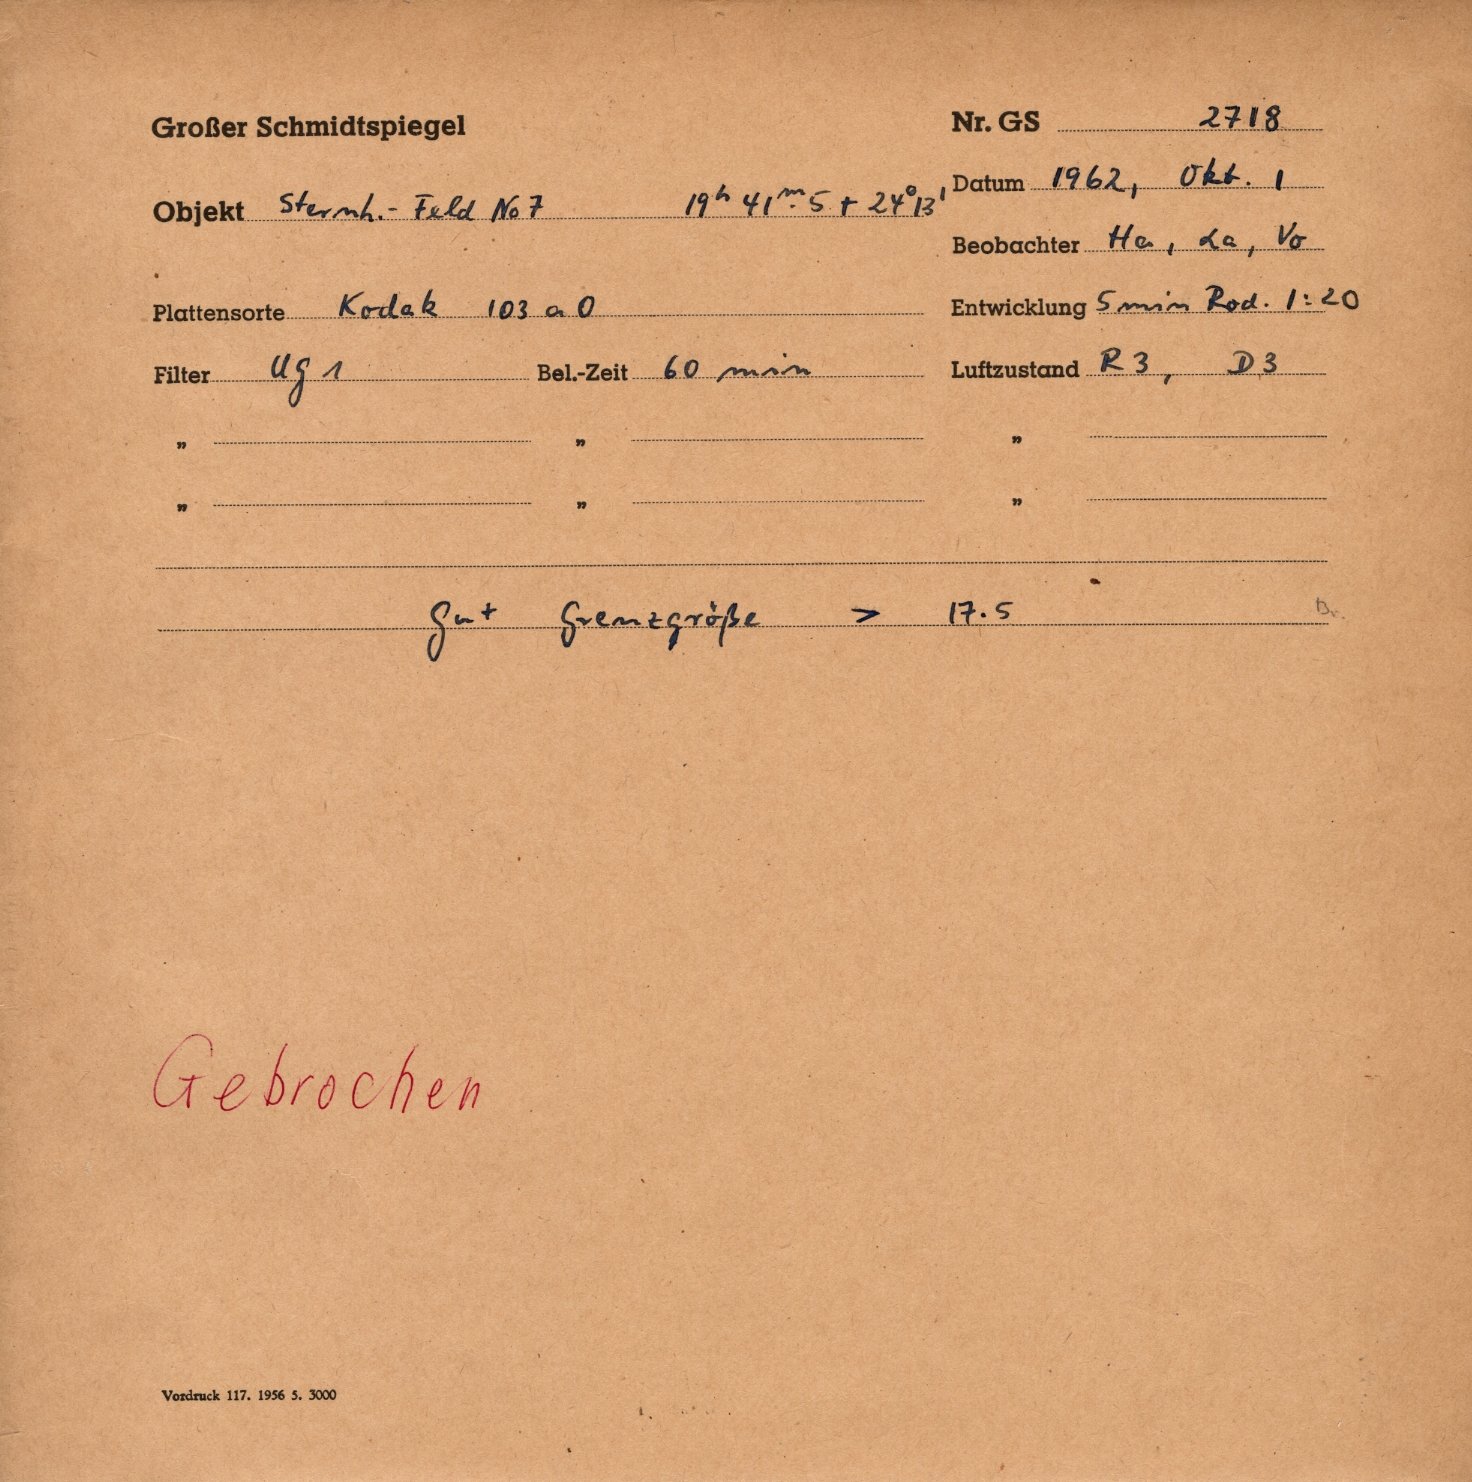 Großer Schmidtspiegel Nr. GS 2718
Datum 1962, Okt. 1
Objekt Sternh.- Feld No 7 19ʰ 41ᵐ.5 + 24° 13'
Beobachter Ha, La, Vo
Plattensorte Kodak 103 a O Entwicklung 5 min Rod. 1:20
Filter Ug 1 Bel.-Zeit 60 min Luftzustand R 3, D 3
„ „ „
„ „ „
gut Grenzgröße > 17.5
Gebrochen
Vordruck 117. 1956 5. 3000